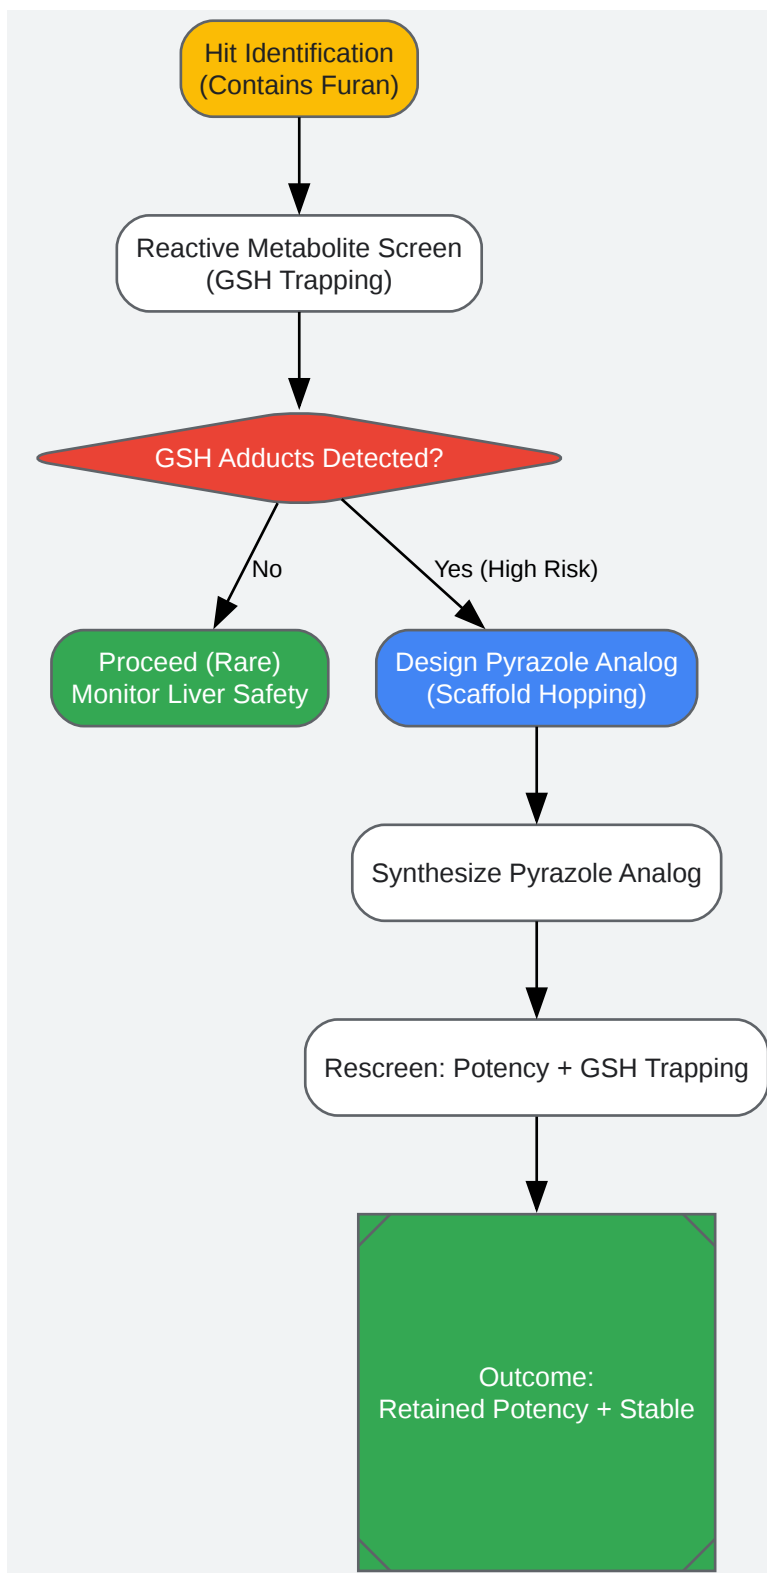 Hit Identification
(Contains Furan)
Reactive Metabolite Screen
(GSH Trapping)
GSH Adducts Detected?
No
Yes (High Risk)
Proceed (Rare)
Monitor Liver Safety
Design Pyrazole Analog
(Scaffold Hopping)
Synthesize Pyrazole Analog
Rescreen: Potency + GSH Trapping
Outcome:
Retained Potency + Stable